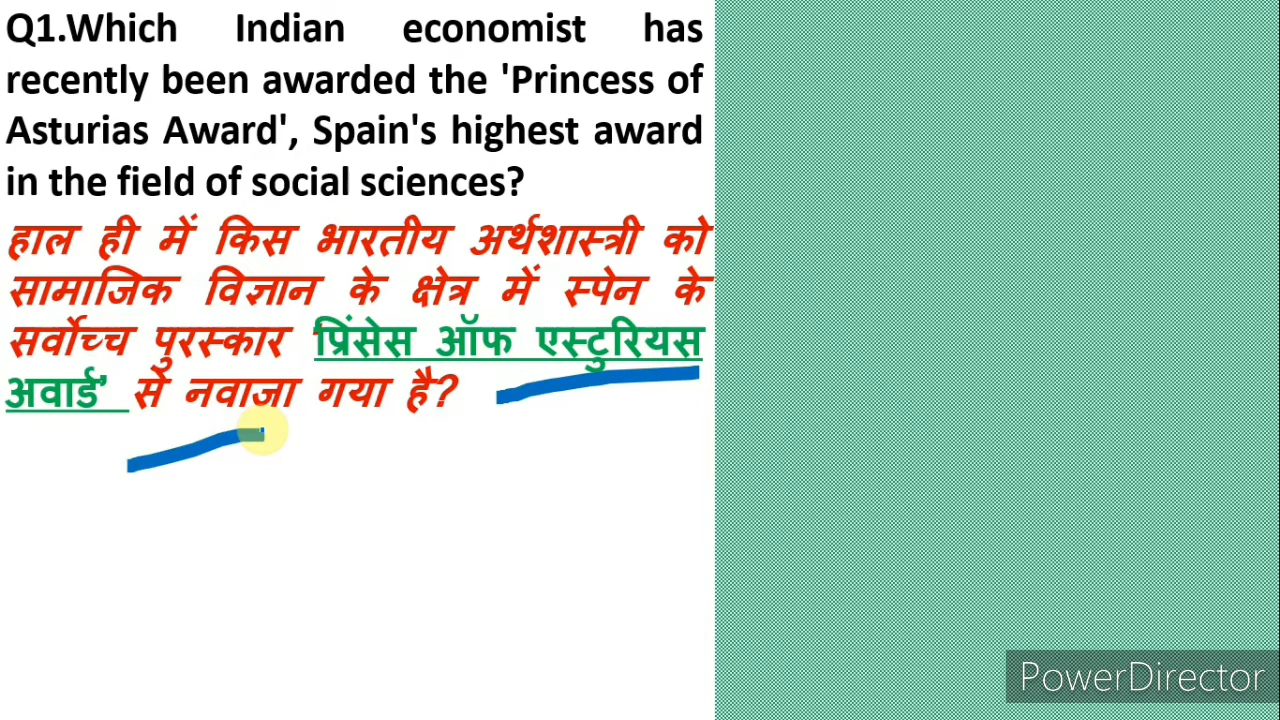 Q1.Which Indian economist has
recently been awarded the 'Princess of
Asturias Award', Spain's highest award
in the field of social sciences?
हाल ही में किस भारतीय अर्थशास्त्री को
सामाजिक विज्ञान के क्षेत्र में स्पेन के
सर्वोच्च पुरस्कार 'प्रिंसेस ऑफ एस्टुरियस
अवार्ड’ से नवाजा गया है?
PowerDirector